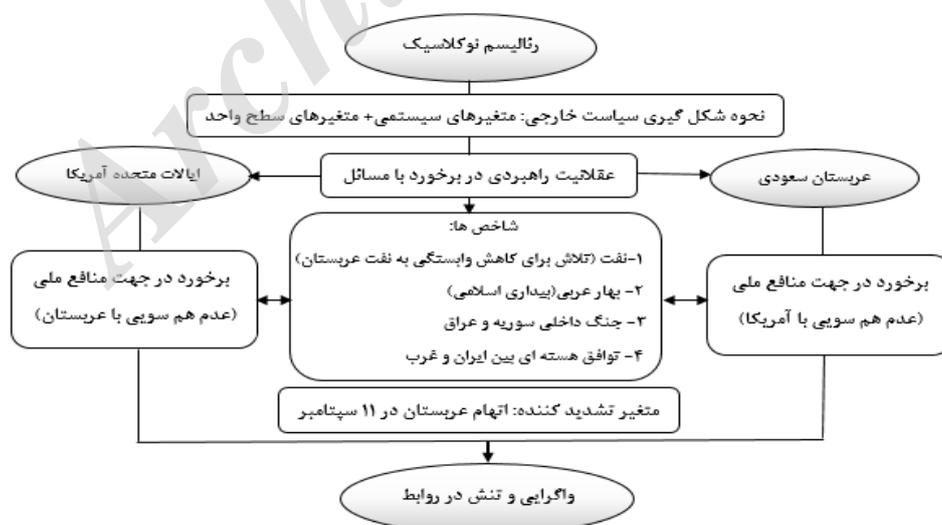 رئالیسم نوکلاسیک
نحوه شکل گیری سیاست خارجی: متغیرهای سیستمی+ متغیرهای سطح واحد
عربستان سعودی
عقلانیت راهبردی در برخورد با مسائل
ایالات متحده آمریکا
شاخص ها:
۱-نفت (تلاش برای کاهش وابستگی به نفت عربستان)
۲- بهار عربی(بیداری اسلامی)
۳- جنگ داخلی سوریه و عراق
۴- توافق هسته ای بین ایران و غرب
برخورد در جهت منافع ملی
(عدم هم سویی با آمریکا)
برخورد در جهت منافع ملی
(عدم هم سویی با عربستان)
متغیر تشدید کننده: اتهام عربستان در ۱۱ سپتامبر
واگرایی و تنش در روابط
Arch